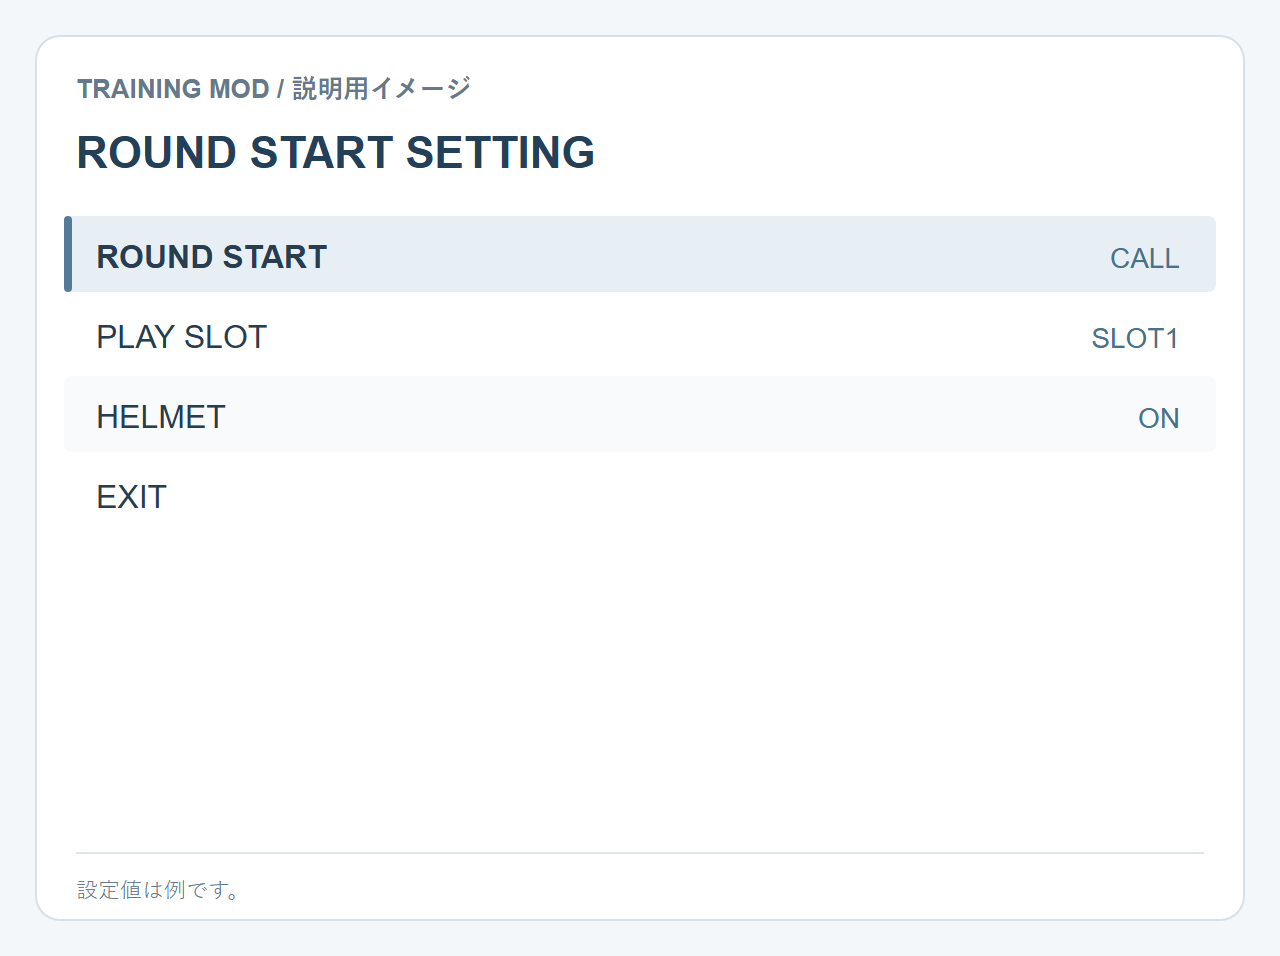 TRAINING MOD / 説明用イメージ
ROUND START SETTING
ROUND START CALL
PLAY SLOT SLOT1
HELMET ON
EXIT
設定値は例です。